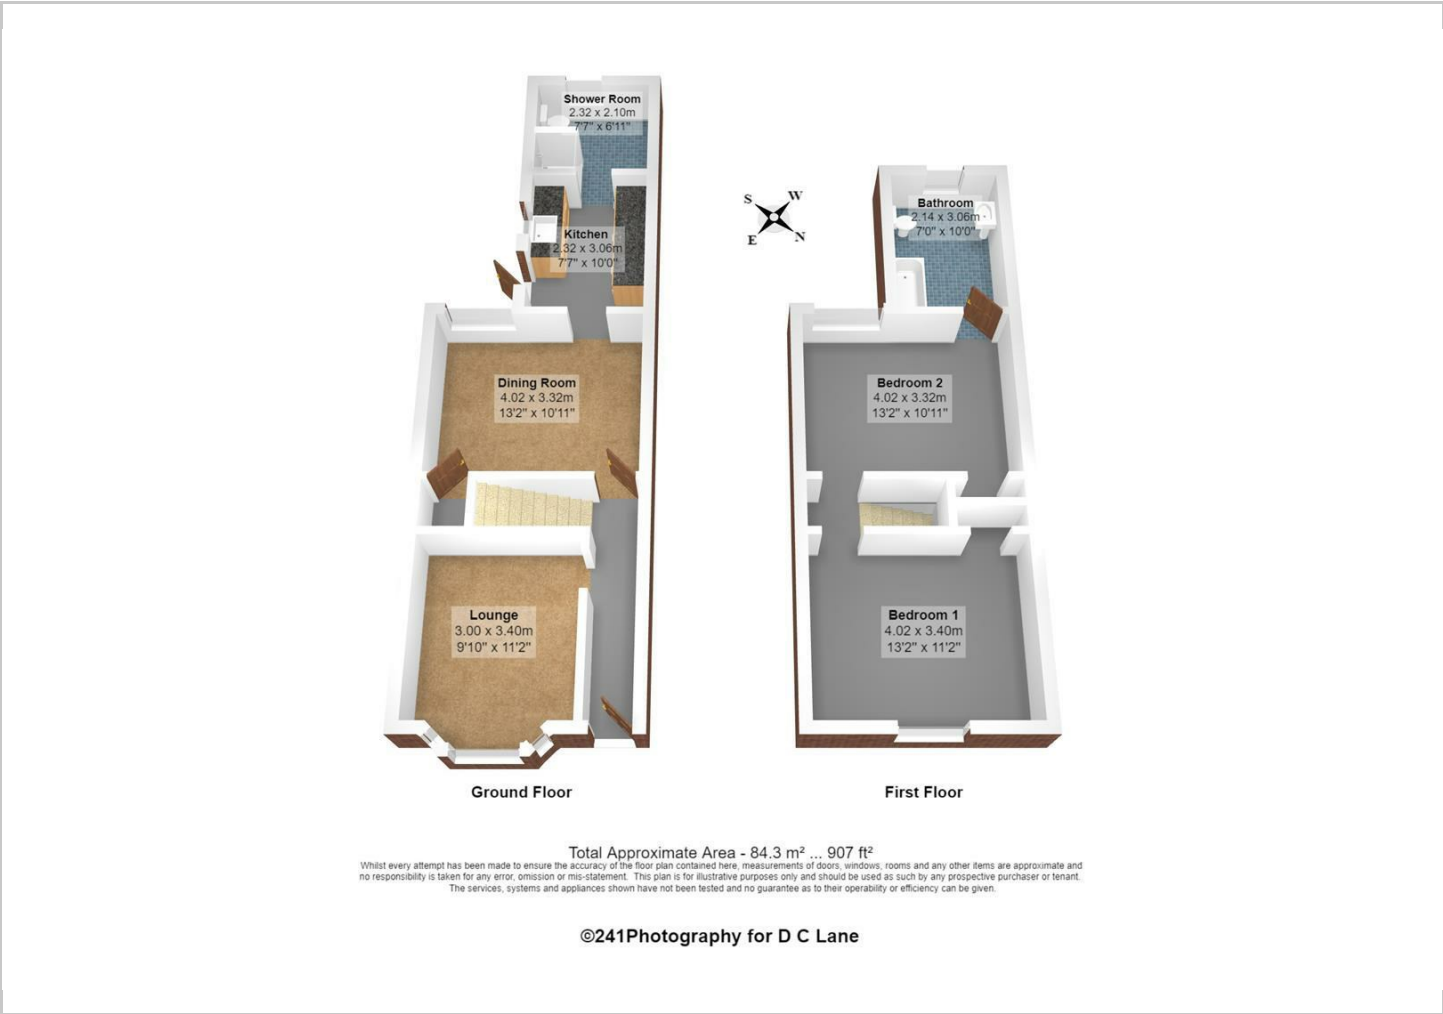 Shower Room
2.32 x 2.10m
7'7" x 6'11"
Kitchen
2.32 x 3.06m
7'7" x 10'0"
Dining Room
4.02 x 3.32m
13'2" x 10'11"
Lounge
3.00 x 3.40m
9'10" x 11'2"
Ground Floor
S
W
E
N
Bathroom
2.14 x 3.06m
7'0" x 10'0"
Bedroom 2
4.02 x 3.32m
13'2" x 10'11"
Bedroom 1
4.02 x 3.40m
13'2" x 11'2"
First Floor
Total Approximate Area - 84.3 m² ... 907 ft²
Whilst every attempt has been made to ensure the accuracy of the floor plan contained here, measurements of doors, windows, rooms and any other items are approximate and
no responsibility is taken for any error, omission or mis-statement. This plan is for illustrative purposes only and should be used as such by any prospective purchaser or tenant.
The services, systems and appliances shown have not been tested and no guarantee as to their operability or efficiency can be given.
©241Photography for D C Lane